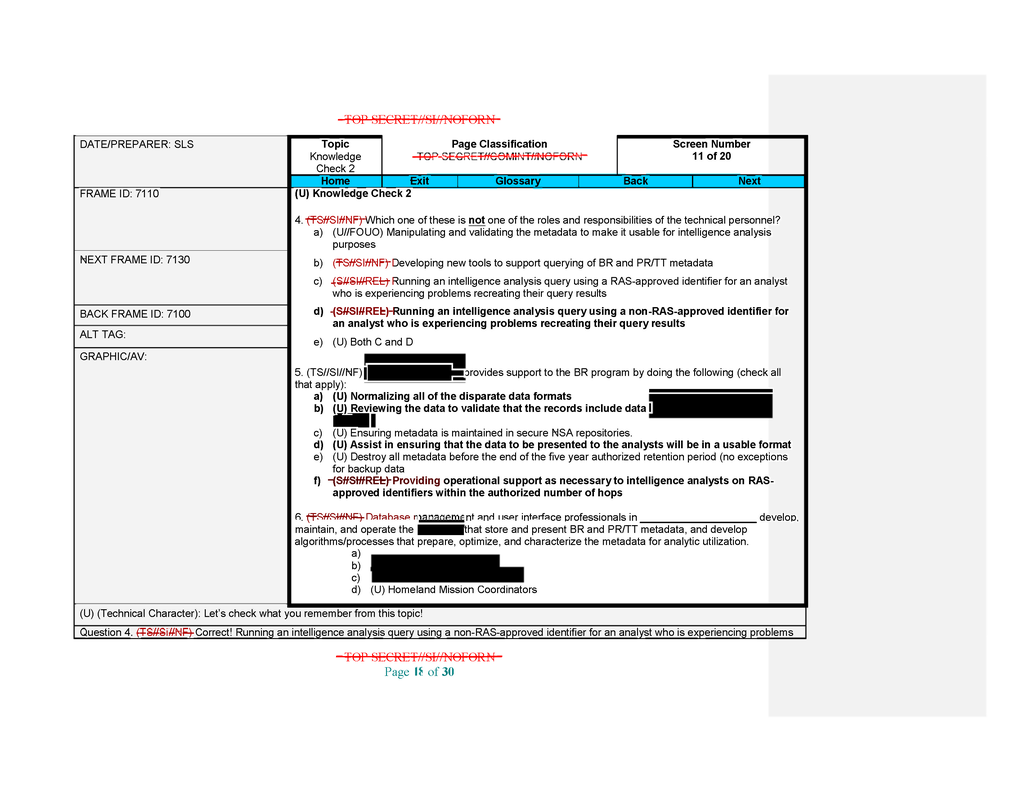 TOP SECRET//SI//NOFORN
DATE/PREPARER: SLS
Topic
Knowledge
Check 2
Page Classification
TOP SECRET//COMINT//NOFORN
Screen Number
11 of 20
Home Exit Glossary Back Next
FRAME ID: 7110
NEXT FRAME ID: 7130
BACK FRAME ID: 7100
ALT TAG:
GRAPHIC/AV:
(U) Knowledge Check 2
4. (TS//SI//NF) Which one of these is not one of the roles and responsibilities of the technical personnel?
a) (U//FOUO) Manipulating and validating the metadata to make it usable for intelligence analysis
purposes
b) (TS//SI//NF) Developing new tools to support querying of BR and PR/TT metadata
c) (S//SI//REL) Running an intelligence analysis query using a RAS-approved identifier for an analyst
who is experiencing problems recreating their query results
d) (S//SI//REL) Running an intelligence analysis query using a non-RAS-approved identifier for
an analyst who is experiencing problems recreating their query results
e) (U) Both C and D
5. (TS//SI//NF) provides support to the BR program by doing the following (check all
that apply):
a) (U) Normalizing all of the disparate data formats
b) (U) Reviewing the data to validate that the records include data
c) (U) Ensuring metadata is maintained in secure NSA repositories.
d) (U) Assist in ensuring that the data to be presented to the analysts will be in a usable format
e) (U) Destroy all metadata before the end of the five year authorized retention period (no exceptions
for backup data
f) (S//SI//REL) Providing operational support as necessary to intelligence analysts on RAS-
approved identifiers within the authorized number of hops
6. (TS//SI//NF) Database management and user interface professionals in ____________________ develop,
maintain, and operate the that store and present BR and PR/TT metadata, and develop
algorithms/processes that prepare, optimize, and characterize the metadata for analytic utilization.
a)
b)
c)
d) (U) Homeland Mission Coordinators
(U) (Technical Character): Let's check what you remember from this topic!
Question 4. (TS//SI//NF) Correct! Running an intelligence analysis query using a non-RAS-approved identifier for an analyst who is experiencing problems
TOP SECRET//SI//NOFORN
Page 18 of 30